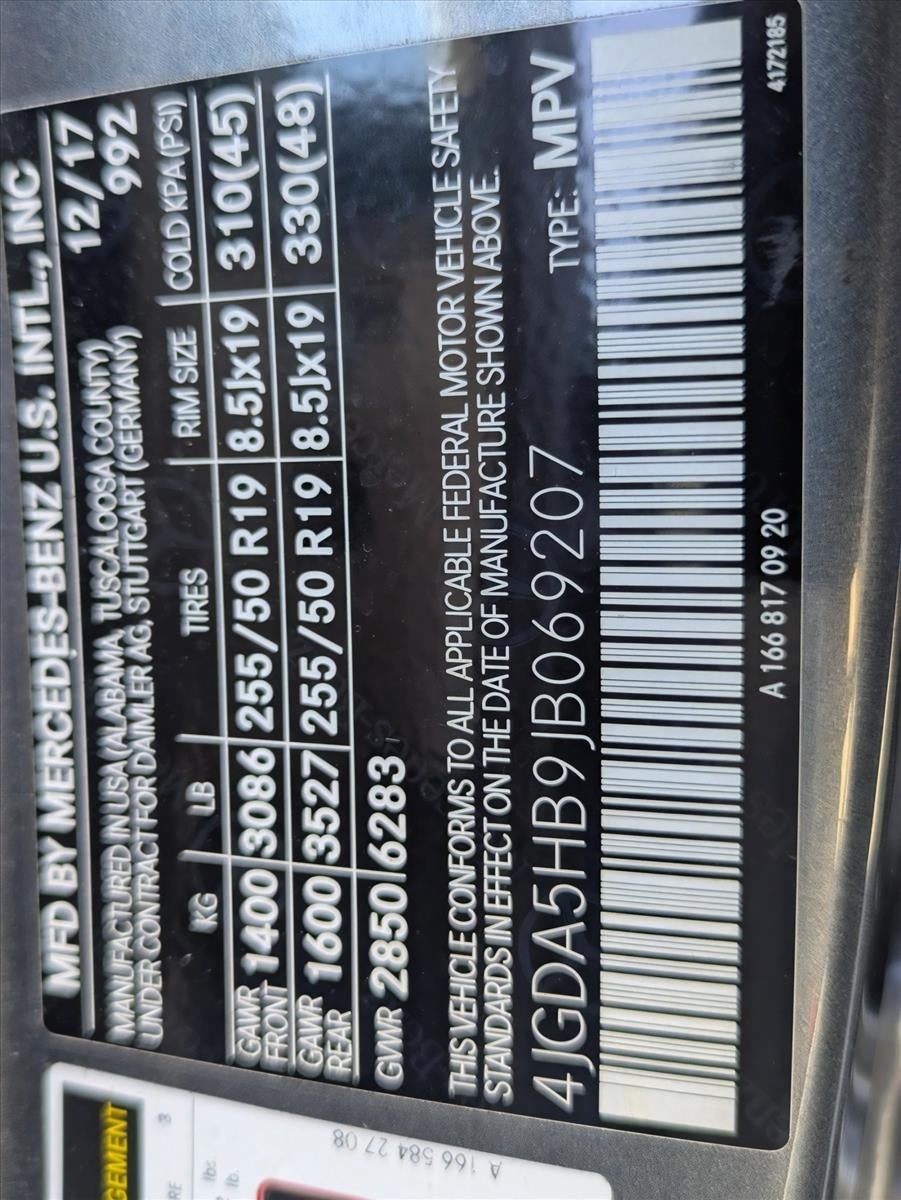 MFD BY MERCEDES-BENZ U.S. INTL., INC
MANUFACTURED IN USA (ALABAMA, TUSCALOOSA COUNTY) 12/17
UNDER CONTRACT FOR DAIMLER AG, STUTTGART (GERMANY) 992
KG LB TIRES RIM SIZE COLD KPA (PSI)
GAWR FRONT 1400 3086 255/50 R19 8.5Jx19 310(45)
GAWR REAR 1600 3527 255/50 R19 8.5Jx19 330(48)
GWR 2850 6283
THIS VEHICLE CONFORMS TO ALL APPLICABLE FEDERAL MOTOR VEHICLE SAFETY
STANDARDS IN EFFECT ON THE DATE OF MANUFACTURE SHOWN ABOVE.
4JGDA5HB9JB069207 TYPE: MPV
A 166 817 09 20 4172185
GEMENT
3
lbs.
lb.
A 166 584 27 08